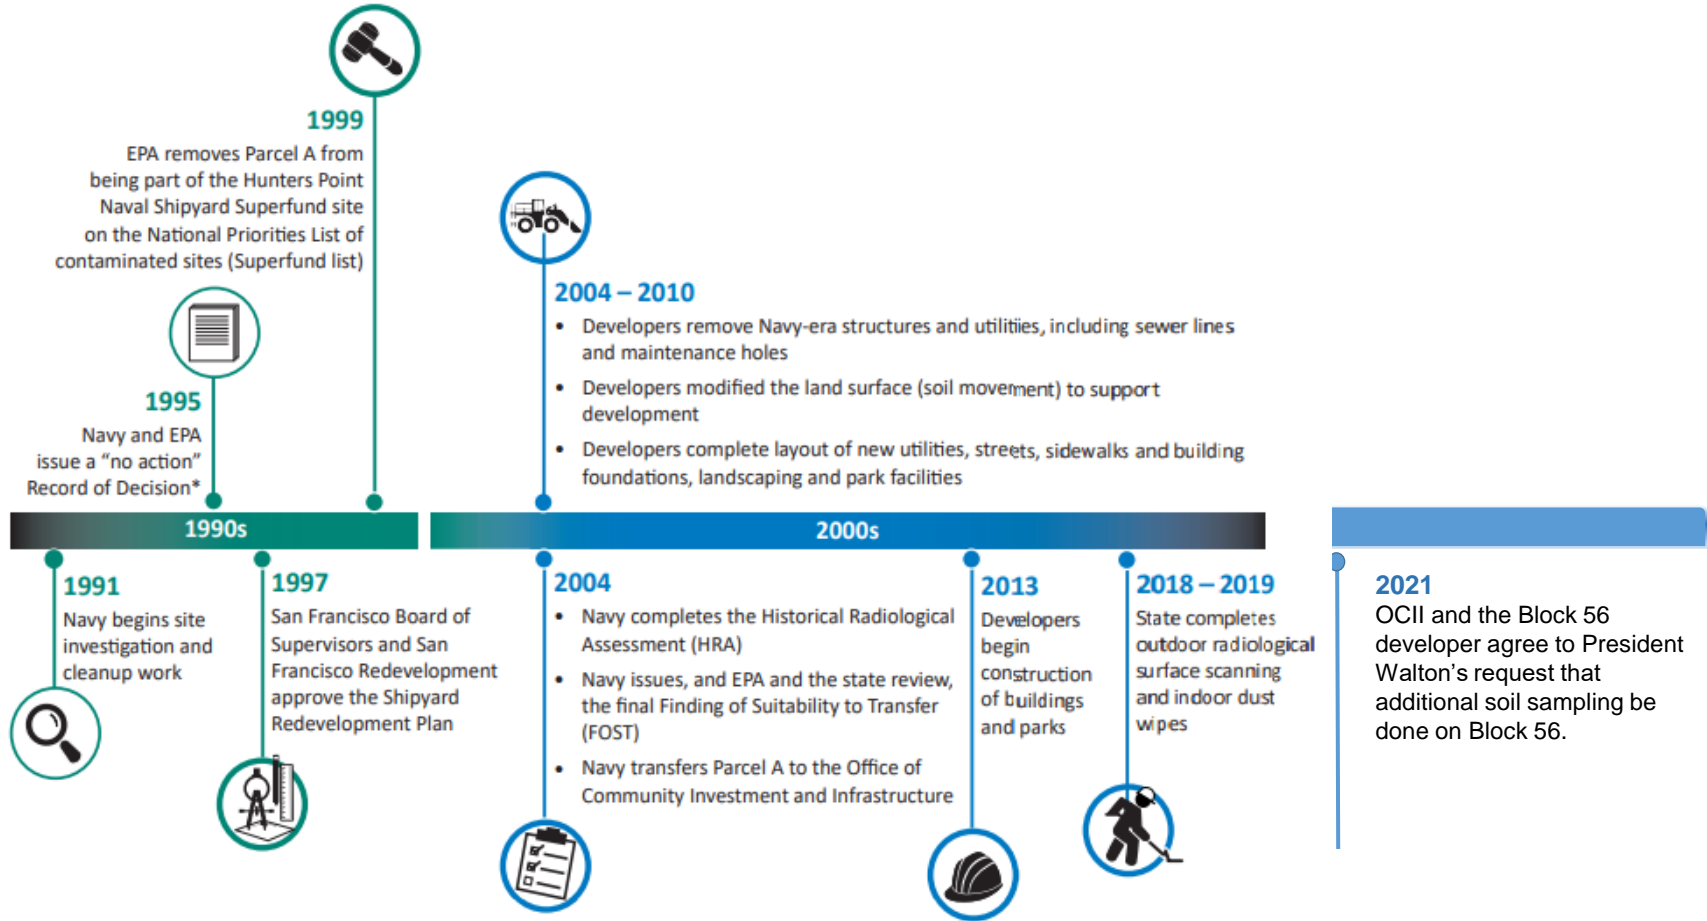 1999
EPA removes Parcel A from
being part of the Hunters Point
Naval Shipyard Superfund site
on the National Priorities List of
contaminated sites (Superfund list)
1995
Navy and EPA
issue a “no action”
Record of Decision*
2004 – 2010
• Developers remove Navy-era structures and utilities, including sewer lines
and maintenance holes
• Developers modified the land surface (soil movement) to support
development
• Developers complete layout of new utilities, streets, sidewalks and building
foundations, landscaping and park facilities
1990s
2000s
1991
Navy begins site
investigation and
cleanup work
1997
San Francisco Board of
Supervisors and San
Francisco Redevelopment
approve the Shipyard
Redevelopment Plan
2004
• Navy completes the Historical Radiological
Assessment (HRA)
• Navy issues, and EPA and the state review,
the final Finding of Suitability to Transfer
(FOST)
• Navy transfers Parcel A to the Office of
Community Investment and Infrastructure
2013
Developers
begin
construction
of buildings
and parks
2018 – 2019
State completes
outdoor radiological
surface scanning
and indoor dust
wipes
2021
OCII and the Block 56
developer agree to President
Walton’s request that
additional soil sampling be
done on Block 56.